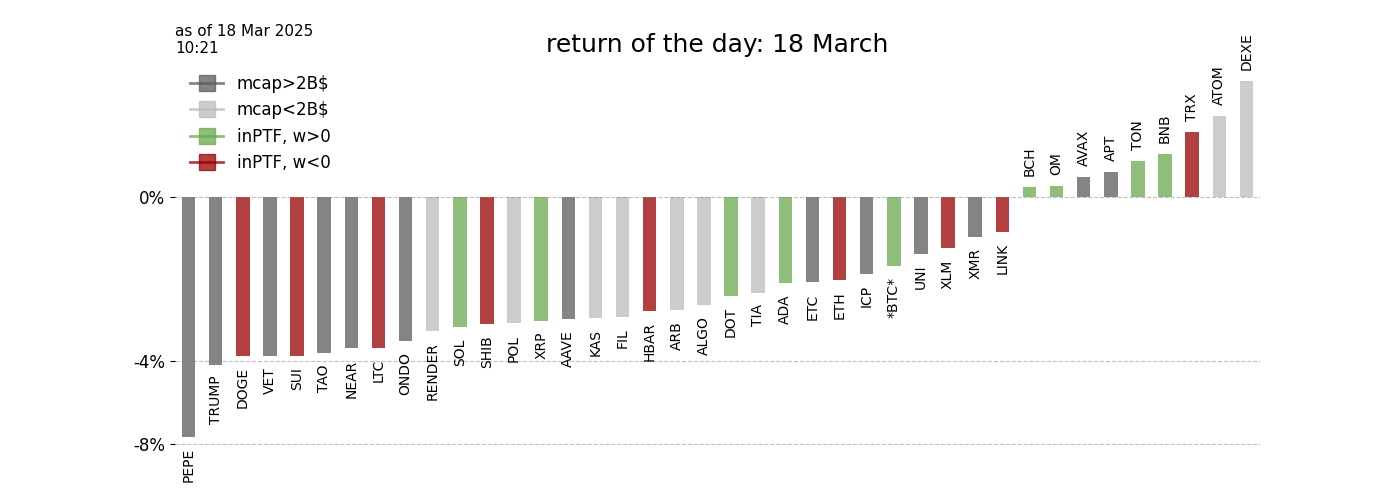 as of 18 Mar 2025
10:21
return of the day: 18 March
mcap>2B$
mcap<2B$
inPTF, w>0
inPTF, w<0
0%
-4%
-8%
PEPE
TRUMP
DOGE
VET
SUI
TAO
NEAR
LTC
ONDO
RENDER
SOL
SHIB
POL
XRP
AAVE
KAS
FIL
HBAR
ARB
ALGO
DOT
TIA
ADA
ETC
ETH
ICP
*BTC*
UNI
XLM
XMR
LINK
BCH
OM
AVAX
APT
TON
BNB
TRX
ATOM
DEXE